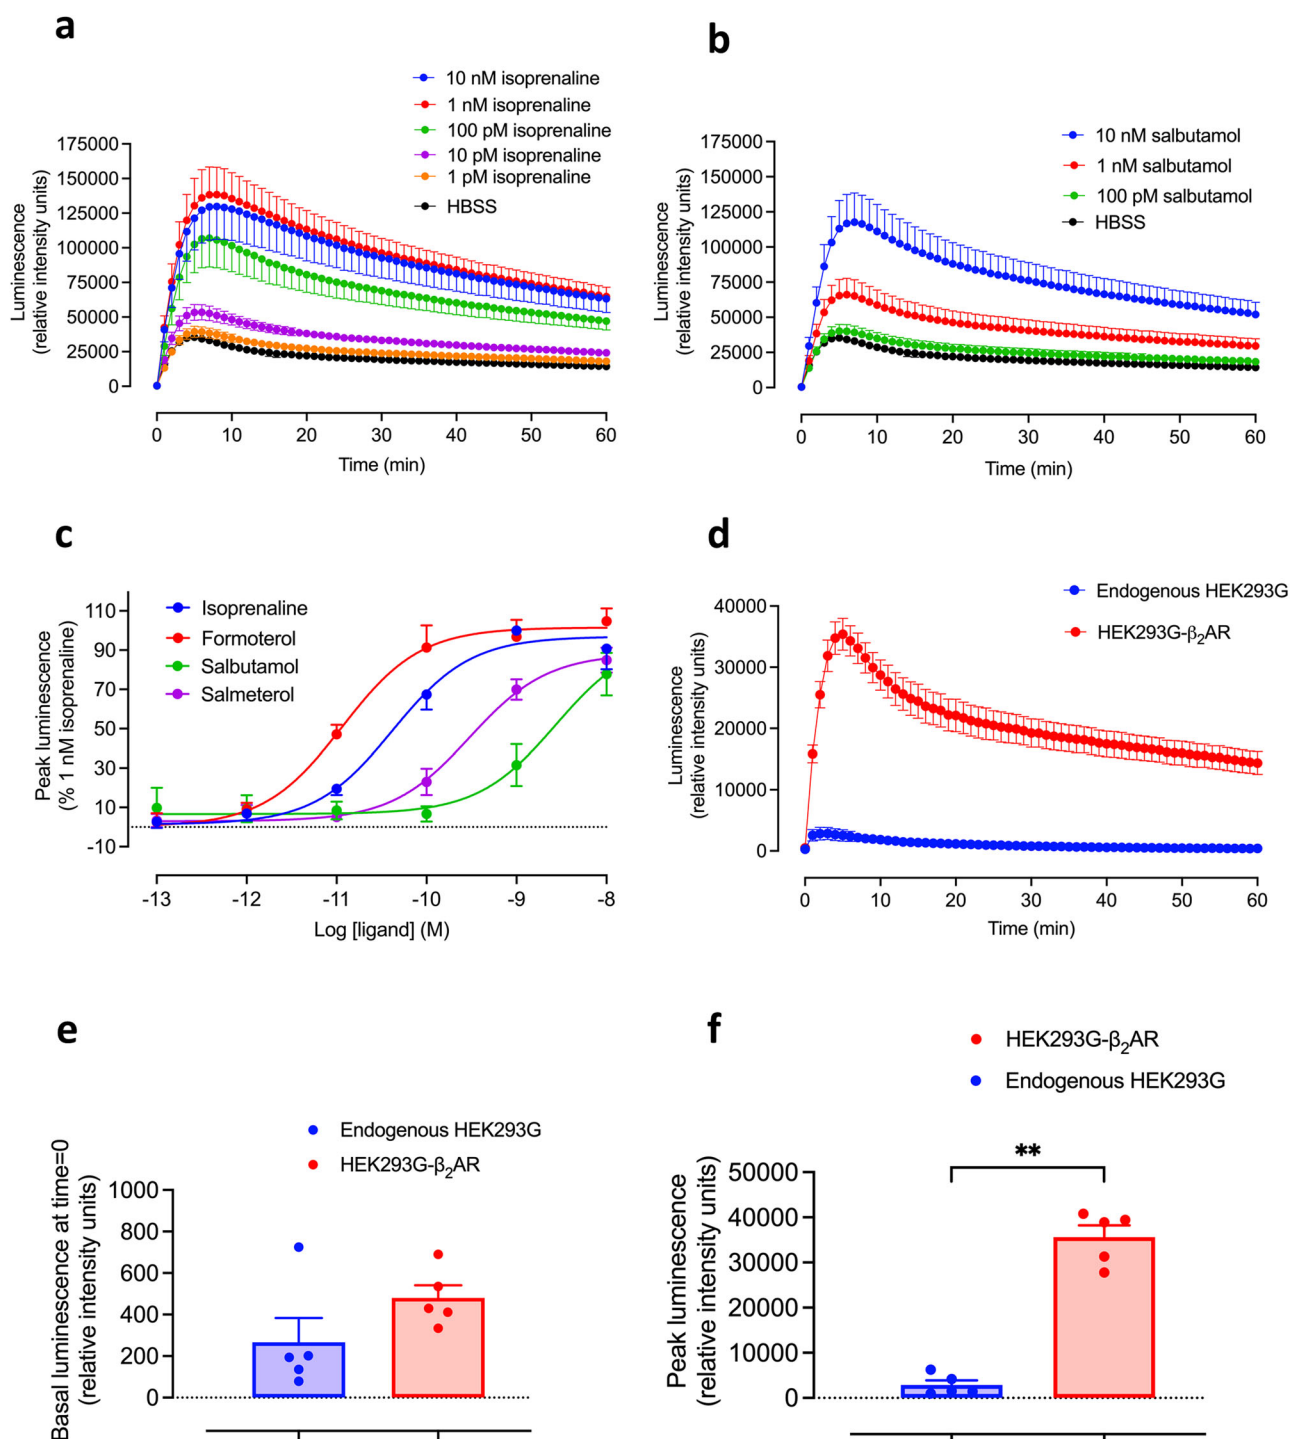 a
10 nM isoprenaline
1 nM isoprenaline
100 pM isoprenaline
10 pM isoprenaline
1 pM isoprenaline
HBSS
Luminescence
(relative intensity units)
175000
150000
125000
100000
75000
50000
25000
0
0 10 20 30 40 50 60
Time (min)
b
10 nM salbutamol
1 nM salbutamol
100 pM salbutamol
HBSS
Luminescence
(relative intensity units)
175000
150000
125000
100000
75000
50000
25000
0
0 10 20 30 40 50 60
Time (min)
c
Isoprenaline
Formoterol
Salbutamol
Salmeterol
Peak luminescence
(% 1 nM isoprenaline)
110
90
70
50
30
10
-10
-13 -12 -11 -10 -9 -8
Log [ligand] (M)
d
Endogenous HEK293G
HEK293G-β₂AR
Luminescence
(relative intensity units)
40000
30000
20000
10000
0
0 10 20 30 40 50 60
Time (min)
e
Endogenous HEK293G
HEK293G-β₂AR
Basal luminescence at time=0
(relative intensity units)
1000
800
600
400
200
0
f
HEK293G-β₂AR
Endogenous HEK293G
**
Peak luminescence
(relative intensity units)
50000
40000
30000
20000
10000
0